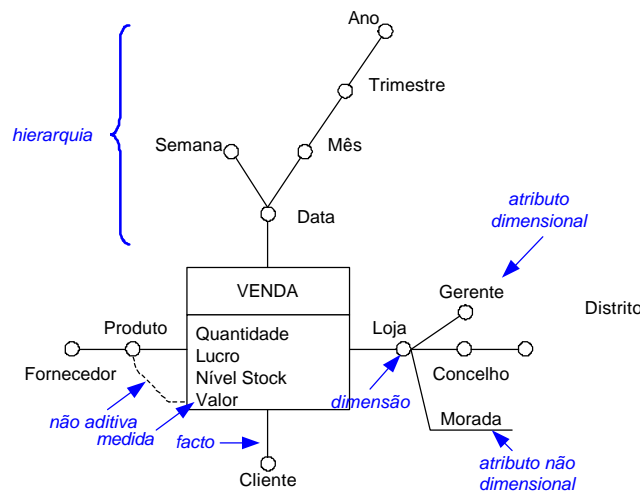 Ano
Trimestre
hierarquia
Semana
Mês
Data
atributo
dimensional
VENDA
Gerente
Distrito
Produto
Quantidade
Loja
Lucro
Fornecedor
Nível Stock
Concelho
Valor
dimensão
não aditiva
medida
Morada
facto
atributo não
dimensional
Cliente